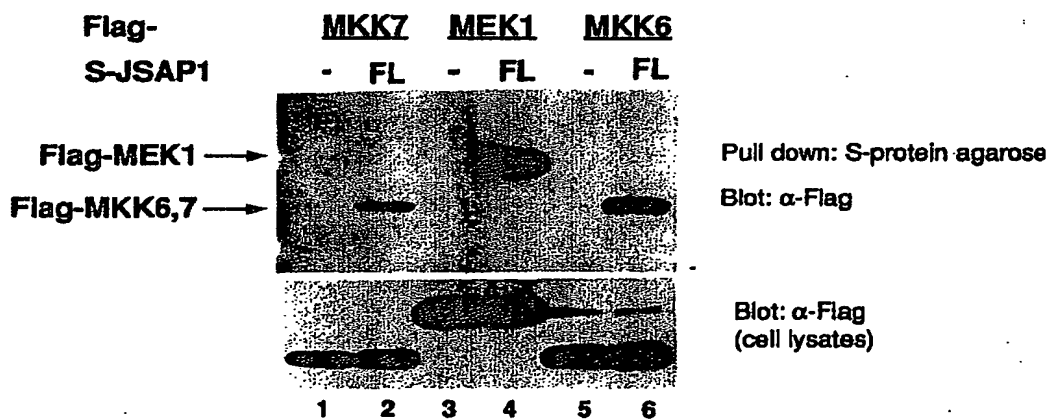 Flag- MKK7 MEK1 MKK6
S-JSAP1 - FL - FL - FL
Flag-MEK1
Pull down: S-protein agarose
Flag-MKK6,7
Blot: α-Flag
Blot: α-Flag
(cell lysates)
1 2 3 4 5 6